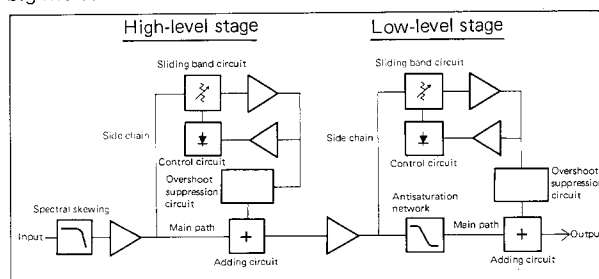 High-level stage
Low-level stage
Sliding band circuit
Sliding band circuit
Side chain
Control circuit
Side chain
Control circuit
Overshoot
suppression
circuit
Overshoot
suppression
circuit
Spectral skewing
Antisaturation
network
Input
Main path
+
Main path
+
Output
Adding circuit
Adding circuit